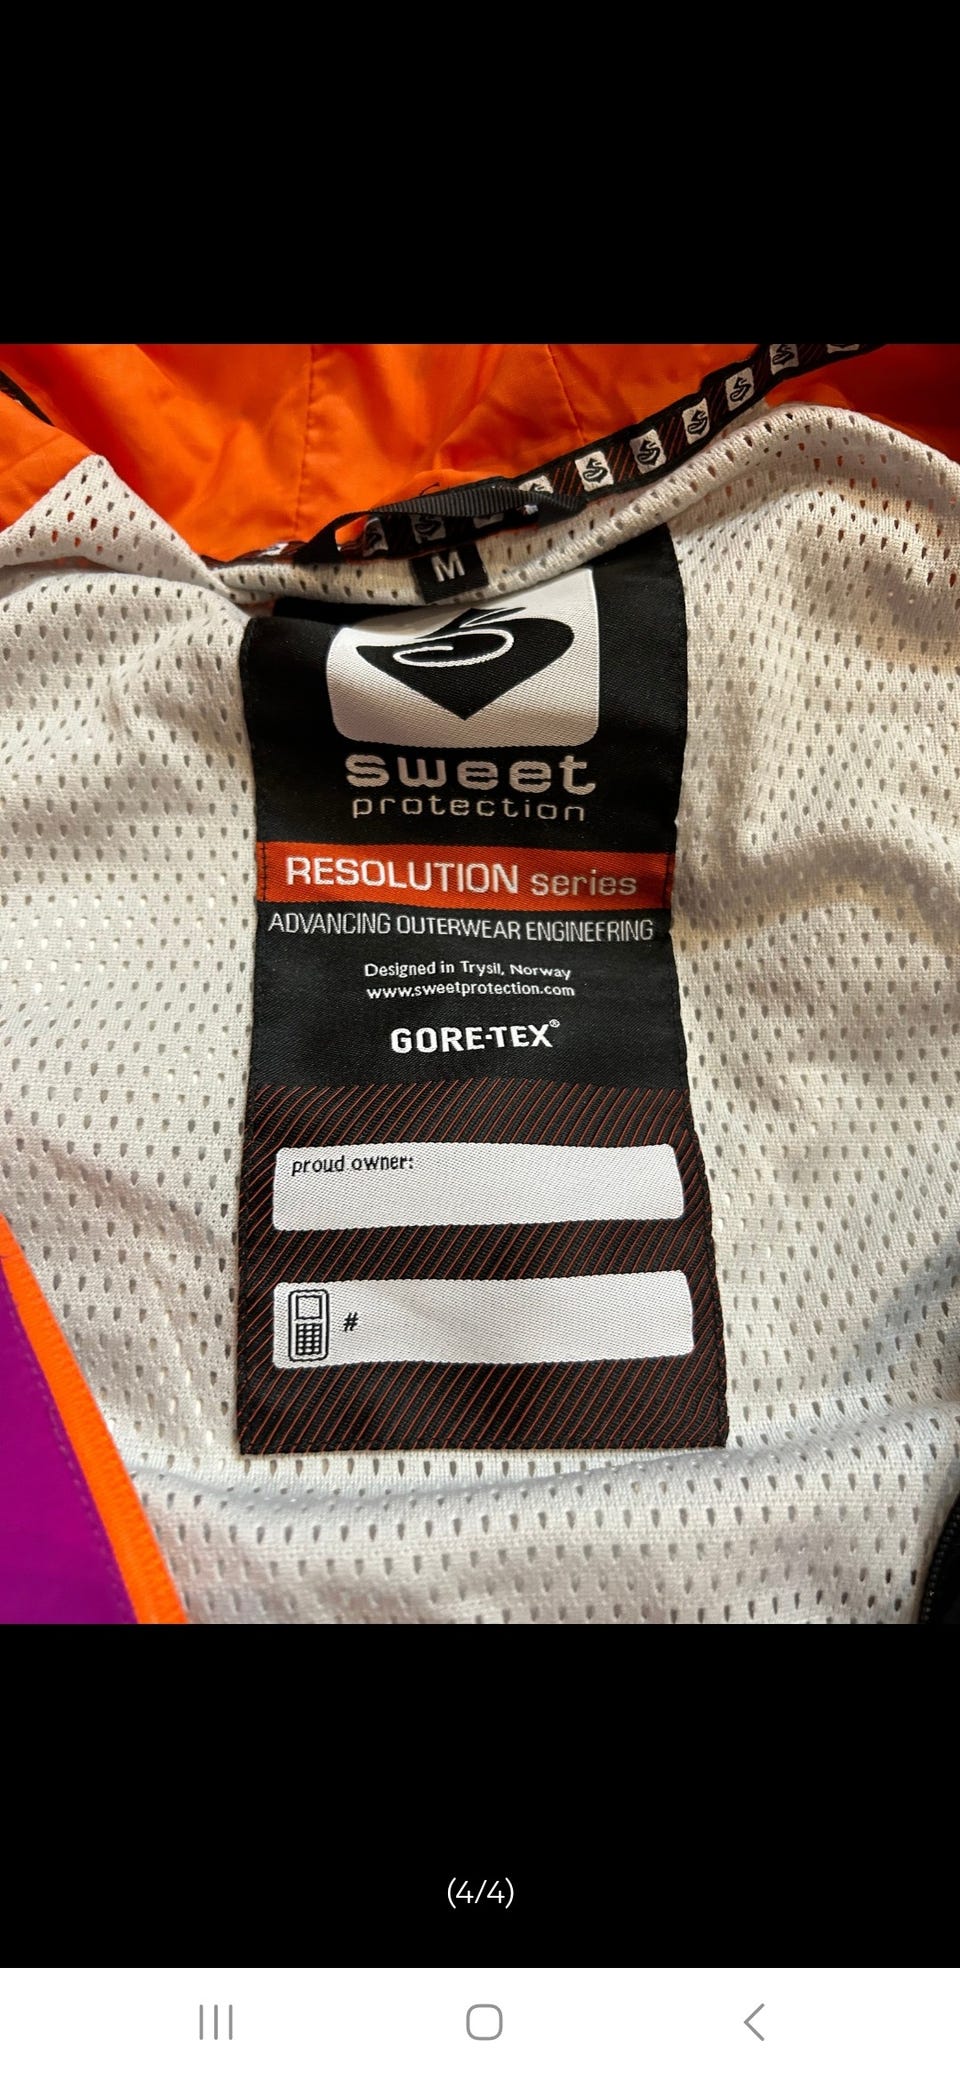 M
sweet
protection
RESOLUTION series
ADVANCING OUTERWEAR ENGINEERING
Designed in Trysil, Norway
www.sweetprotection.com
GORE-TEX®
proud owner:
#
(4/4)